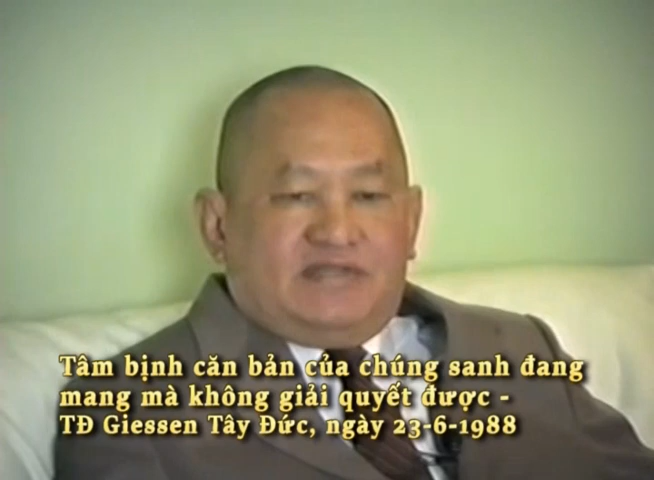 Tâm bịnh căn bản của chúng sanh đang
mang mà không giải quyết được -
TĐ Giessen Tây Đức, ngày 23-6-1988